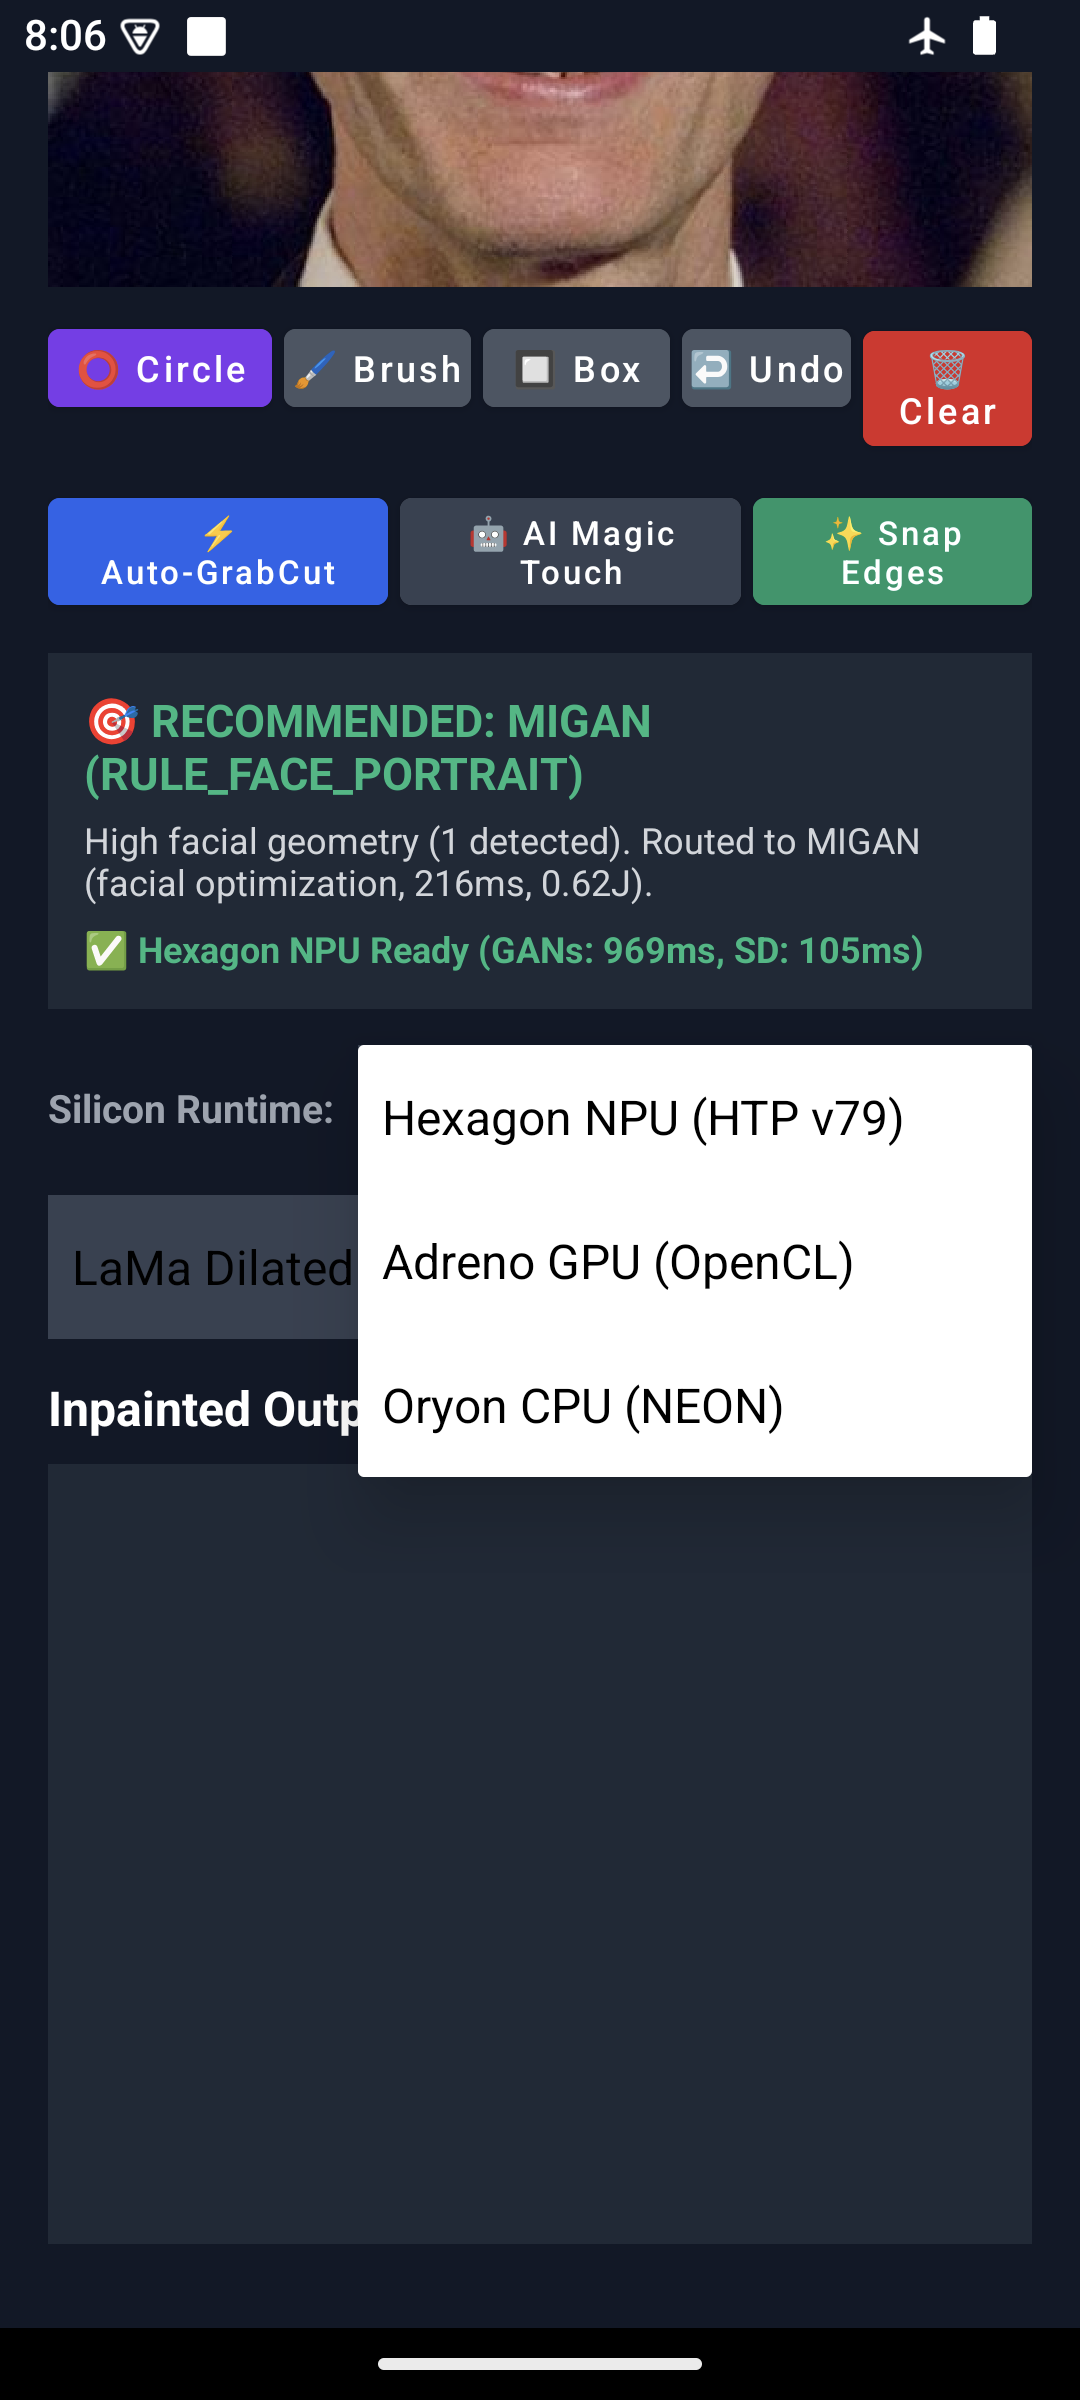 8:06
⭕ Circle
🖌️ Brush
🔲 Box
↩️ Undo
🗑️
Clear
⚡
Auto-GrabCut
🤖 AI Magic
Touch
✨ Snap
Edges
🎯 RECOMMENDED: MIGAN
(RULE_FACE_PORTRAIT)
High facial geometry (1 detected). Routed to MIGAN
(facial optimization, 216ms, 0.62J).
✅ Hexagon NPU Ready (GANs: 969ms, SD: 105ms)
Silicon Runtime:
Hexagon NPU (HTP v79)
Adreno GPU (OpenCL)
Oryon CPU (NEON)
LaMa Dilated
Inpainted Outp